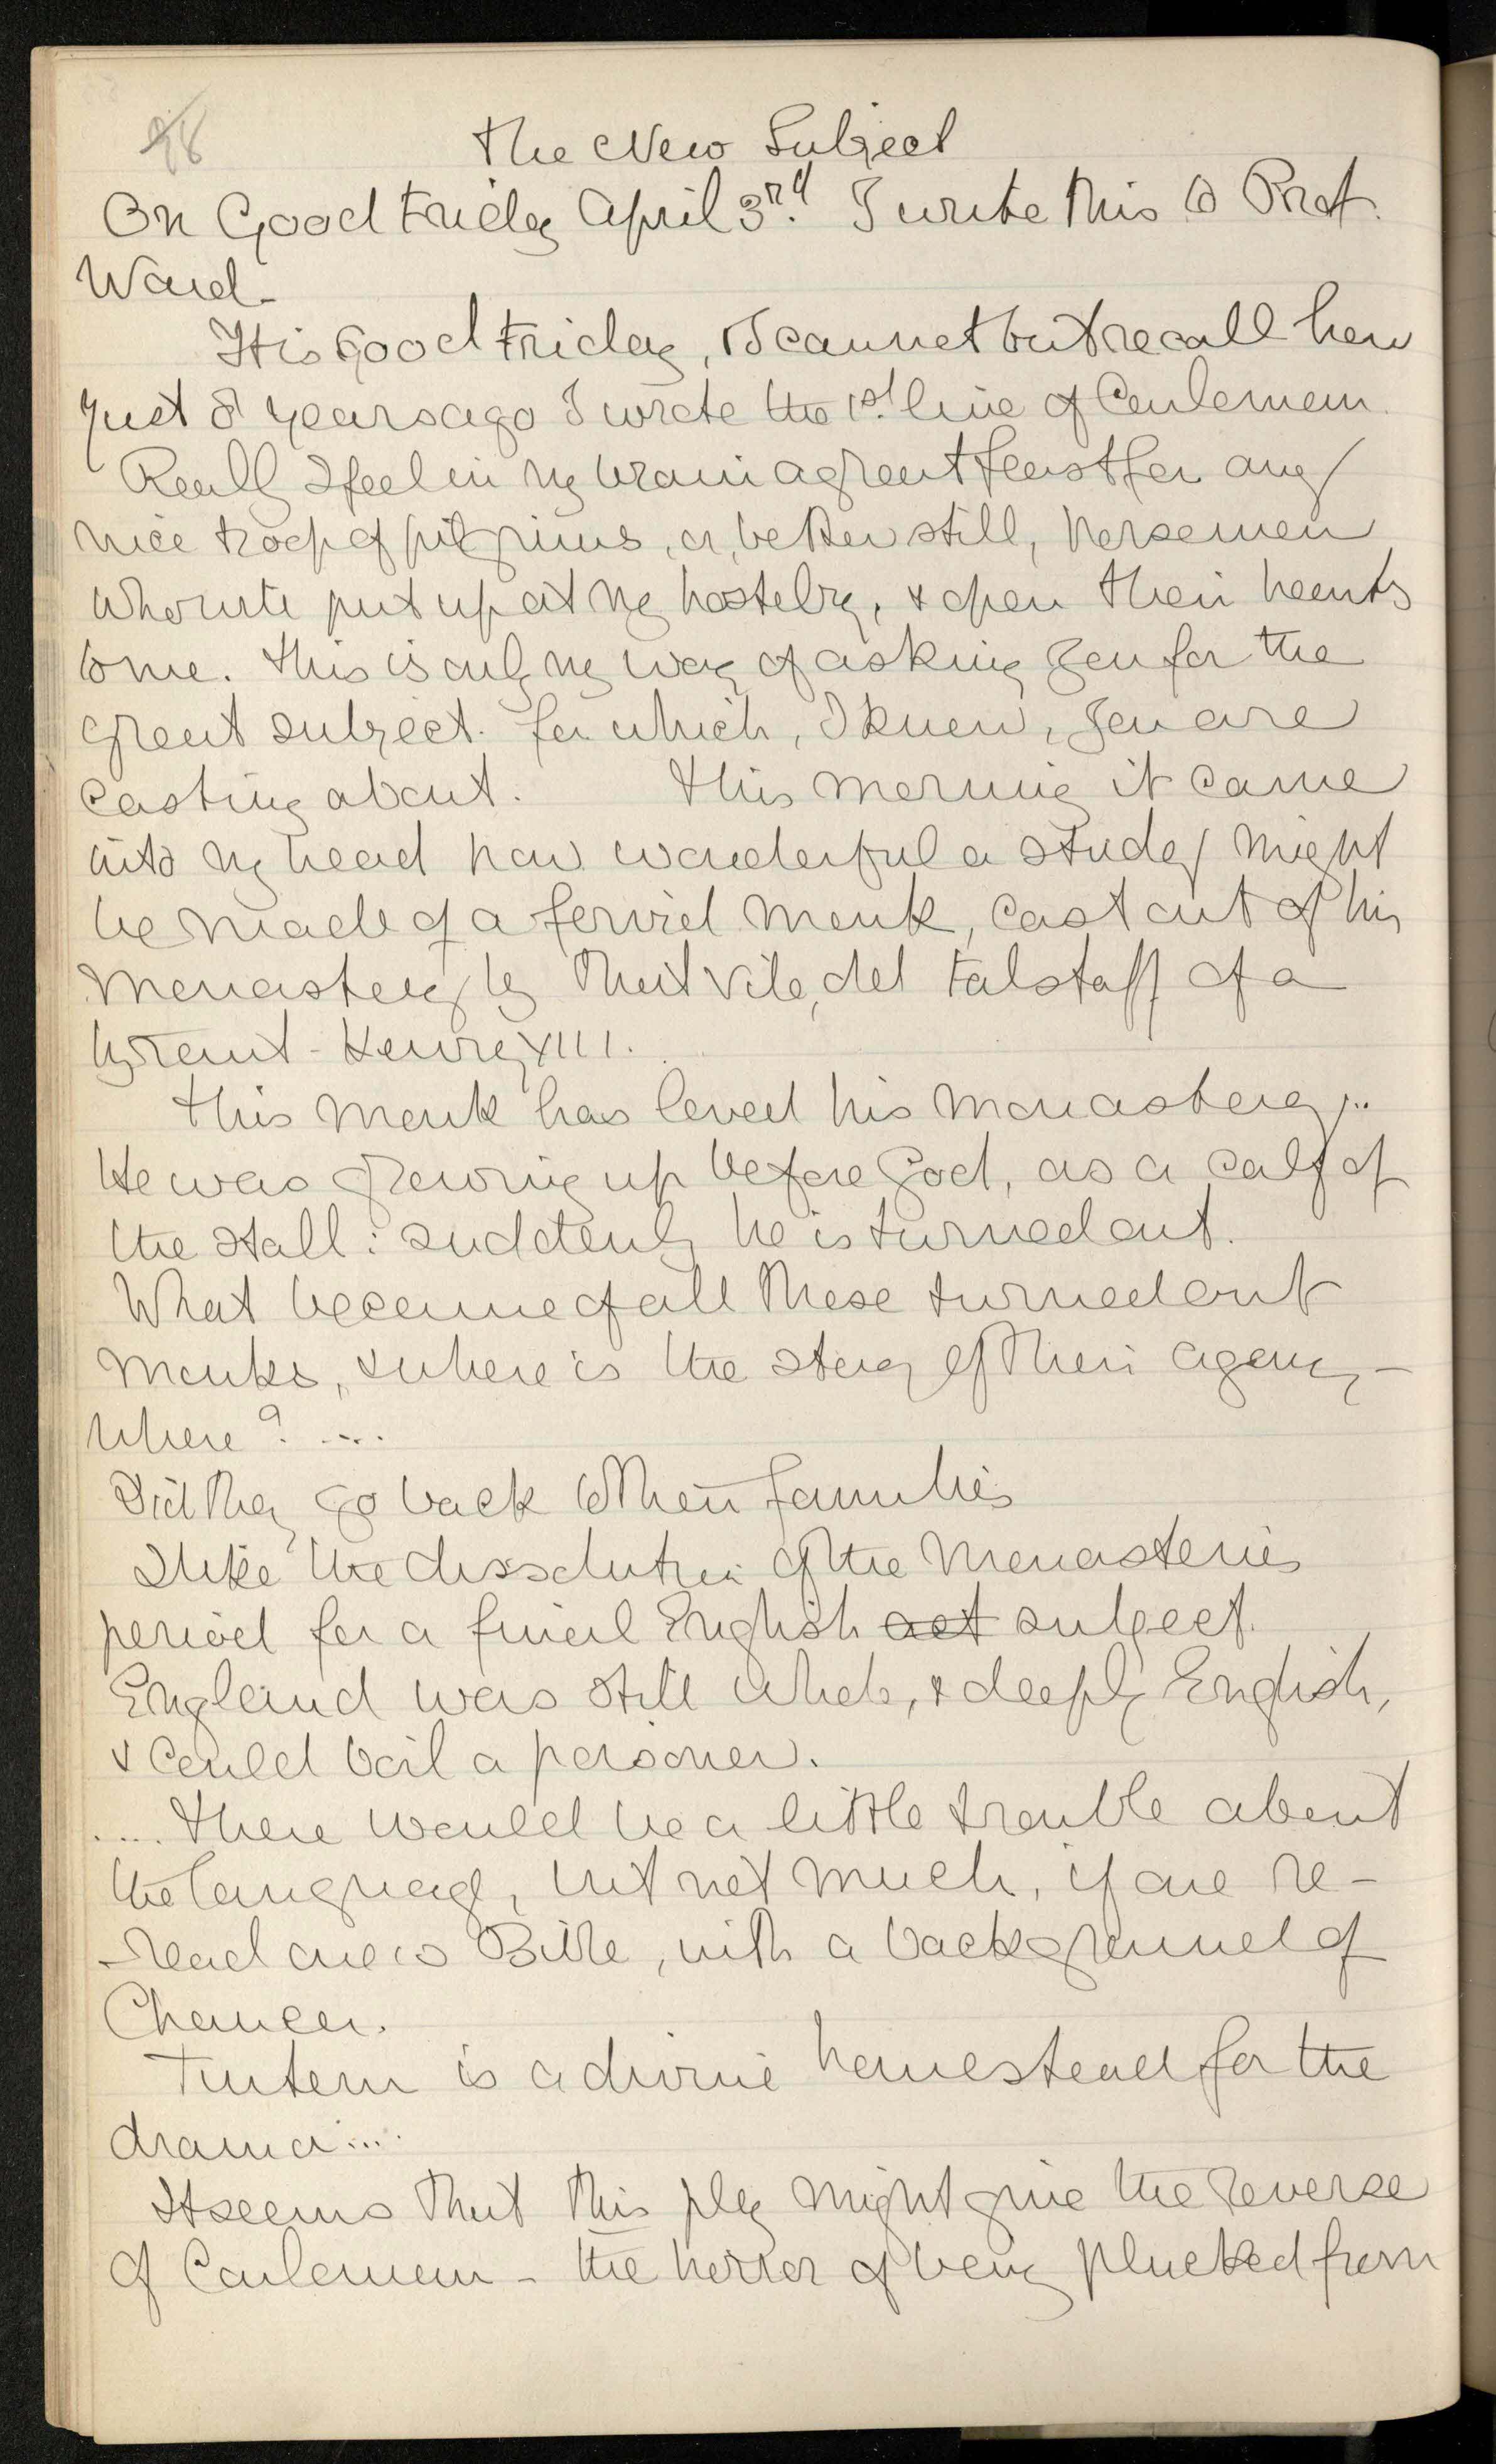 98
The New Subject
On Good Friday April 3rd. I write this to Prof.
Ward -
It is Good Friday, & I cannot but recall how
just 8 years ago I wrote the 1st. line of Carloman.
Really I feel in my brain a great feast for any
nice troop of pilgrims, or, better still, horsemen
who will put up at my hostelry, & open their hearts
to me. This is only my way of asking you for the
great subject. for which, I know, you are
casting about. This morning it came
into my head how wonderful a study might
be made of a fervid monk, cast out of his
monastery by that vile, old Falstaff of a
tyrant - Henry XIII.
This monk has loved his monastery...
He was growing up before God, as a calf of
the stall: suddenly he is turned out.
What became of all these turned out
monks, & where is the story of their agony -
where? ....
Did they go back to their families
I like the dissolution of the Monasteries
period for a final English act subject.
England was still whole, & deeply English,
& could boil a poisoner.
.... There would be a little trouble about
the language, but not much, if one re-
-read one's Bible, with a background of
Chaucer.
Tintern is a divine homestead for the
drama....
It seems that this play might give the reverse
of Carloman - the horror of being plucked from